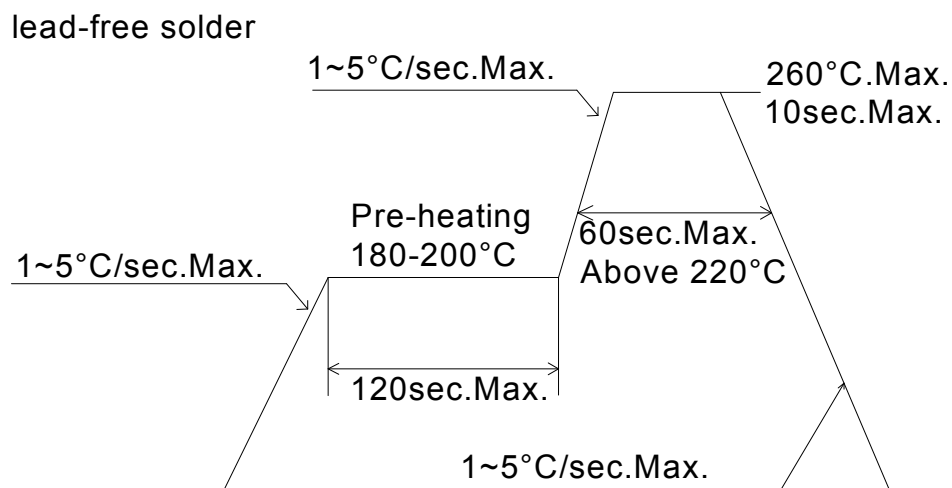 lead-free solder
1~5°C/sec.Max.
260°C.Max.
10sec.Max.
Pre-heating
180-200°C
60sec.Max.
Above 220°C
1~5°C/sec.Max.
120sec.Max.
1~5°C/sec.Max.